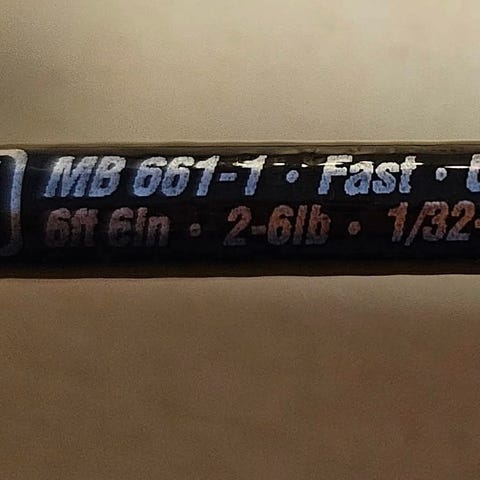 MB 661-1 · Fast ·
6ft 6in · 2-6lb · 1/32-